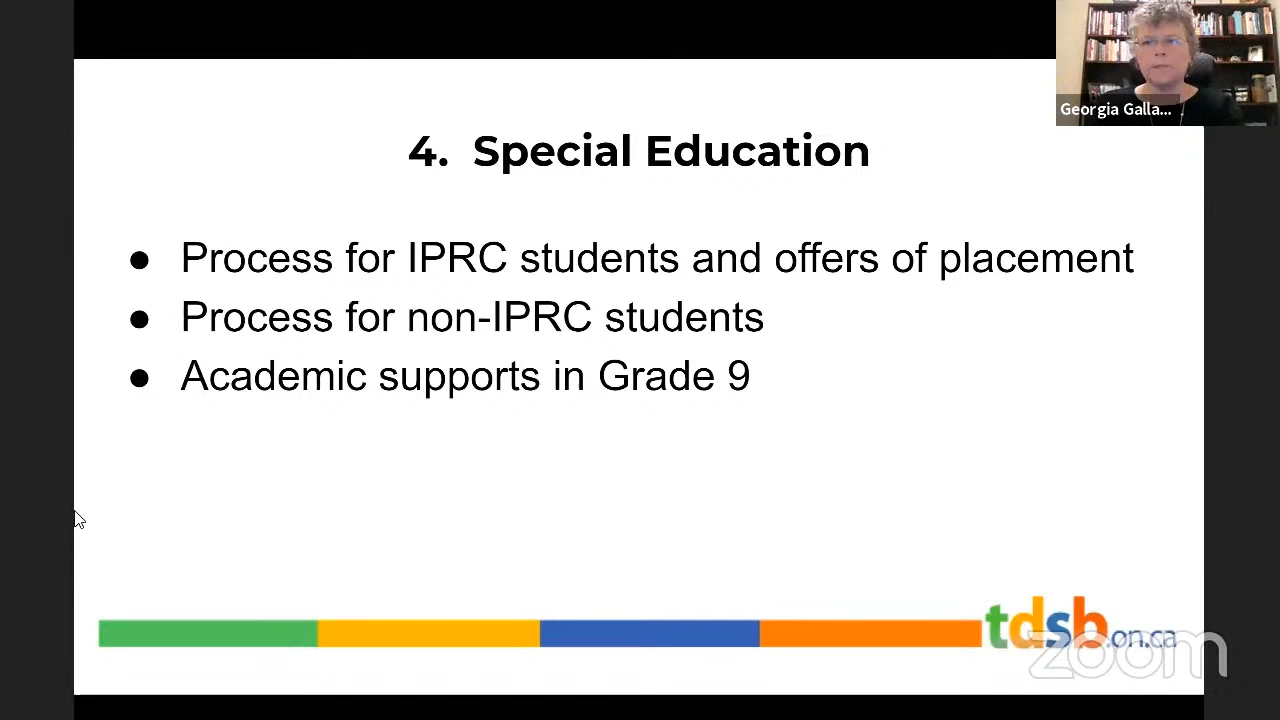 Georgia Galla...
4. Special Education
● Process for IPRC students and offers of placement
● Process for non-IPRC students
● Academic supports in Grade 9
tdsb.on.ca
zoom